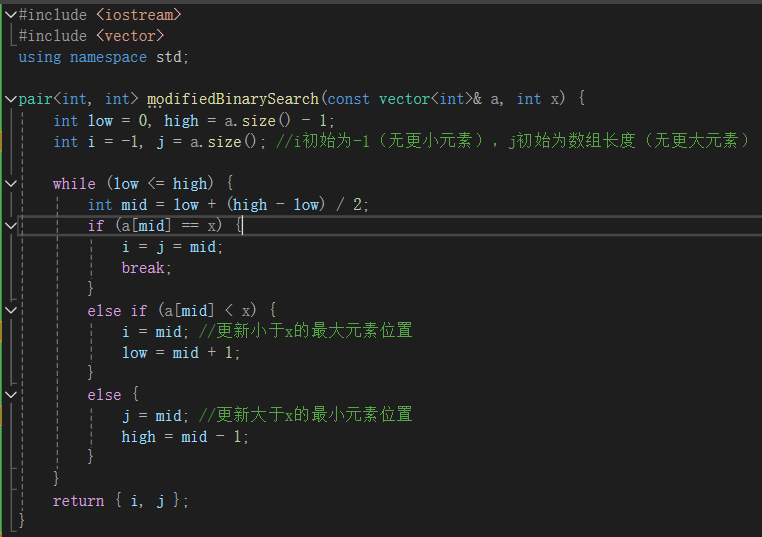 #include <iostream>
#include <vector>
using namespace std;
pair<int, int> modifiedBinarySearch(const vector<int>& a, int x) {
int low = 0, high = a.size() - 1;
int i = -1, j = a.size(); //i初始为-1（无更小元素），j初始为数组长度（无更大元素）
while (low <= high) {
int mid = low + (high - low) / 2;
if (a[mid] == x) {
i = j = mid;
break;
}
else if (a[mid] < x) {
i = mid; //更新小于x的最大元素位置
low = mid + 1;
}
else {
j = mid; //更新大于x的最小元素位置
high = mid - 1;
}
}
return { i, j };
}